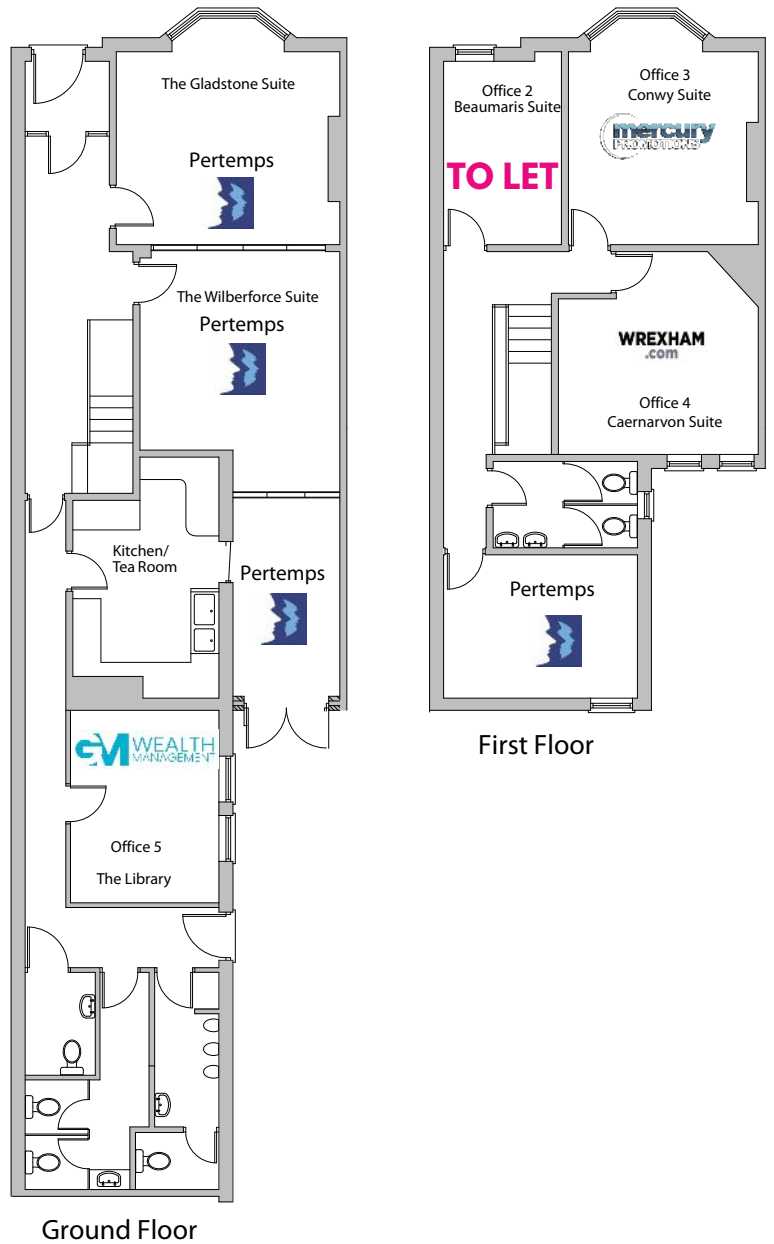 The Gladstone Suite
Pertemps
The Wilberforce Suite
Pertemps
Kitchen/
Tea Room
Pertemps
GM WEALTH
MANAGEMENT
Office 5
The Library
Ground Floor
Office 2
Beaumaris Suite
TO LET
Office 3
Conwy Suite
mercury
PROMOTIONS
WREXHAM
.com
Office 4
Caernarvon Suite
Pertemps
First Floor